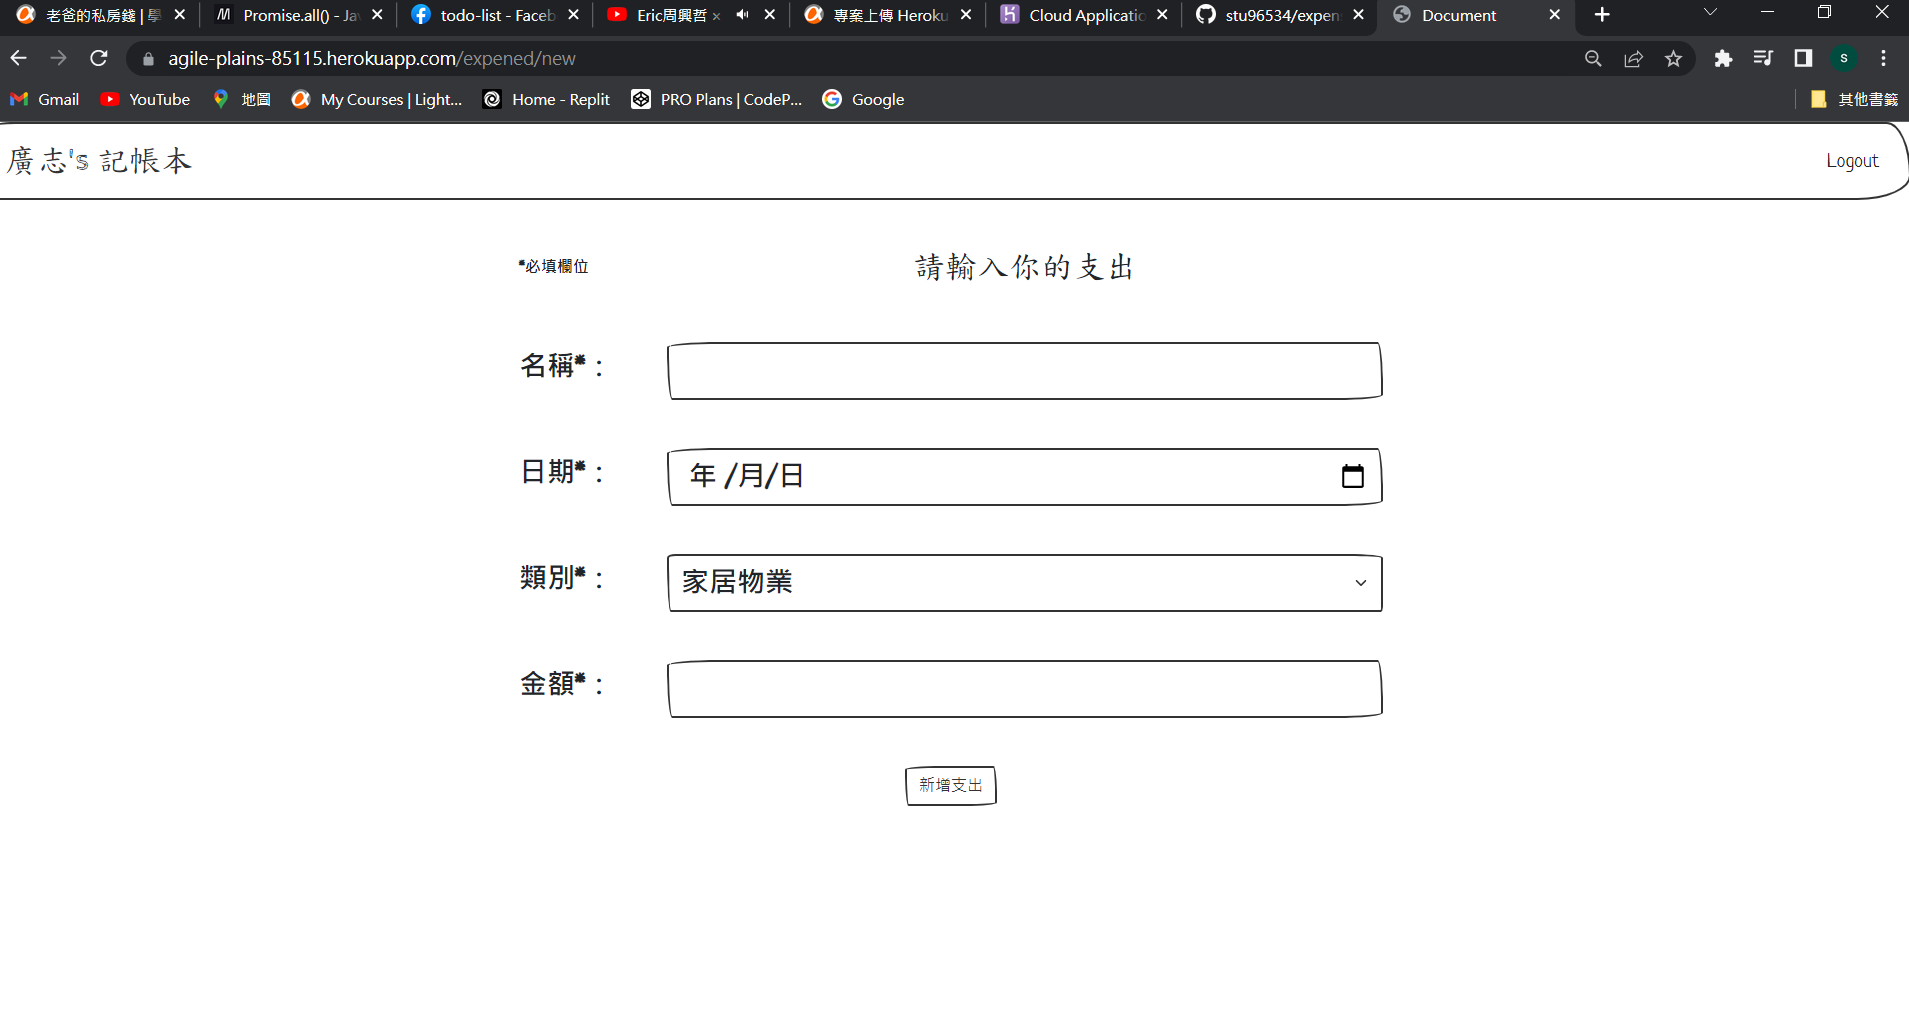 老爸的私房錢 | 學
Promise.all() - Ja
todo-list - Faceb
Eric周興哲
專案上傳 Heroku
Cloud Applicatio
stu96534/expen
Document
agile-plains-85115.herokuapp.com/expened/new
S
Gmail
YouTube
地圖
My Courses | Light...
Home - Replit
PRO Plans | CodeP...
Google
其他書籤
廣志's 記帳本
Logout
*必填欄位
請輸入你的支出
名稱*：
日期*：
年 /月/日
類別*：
家居物業
金額*：
新增支出